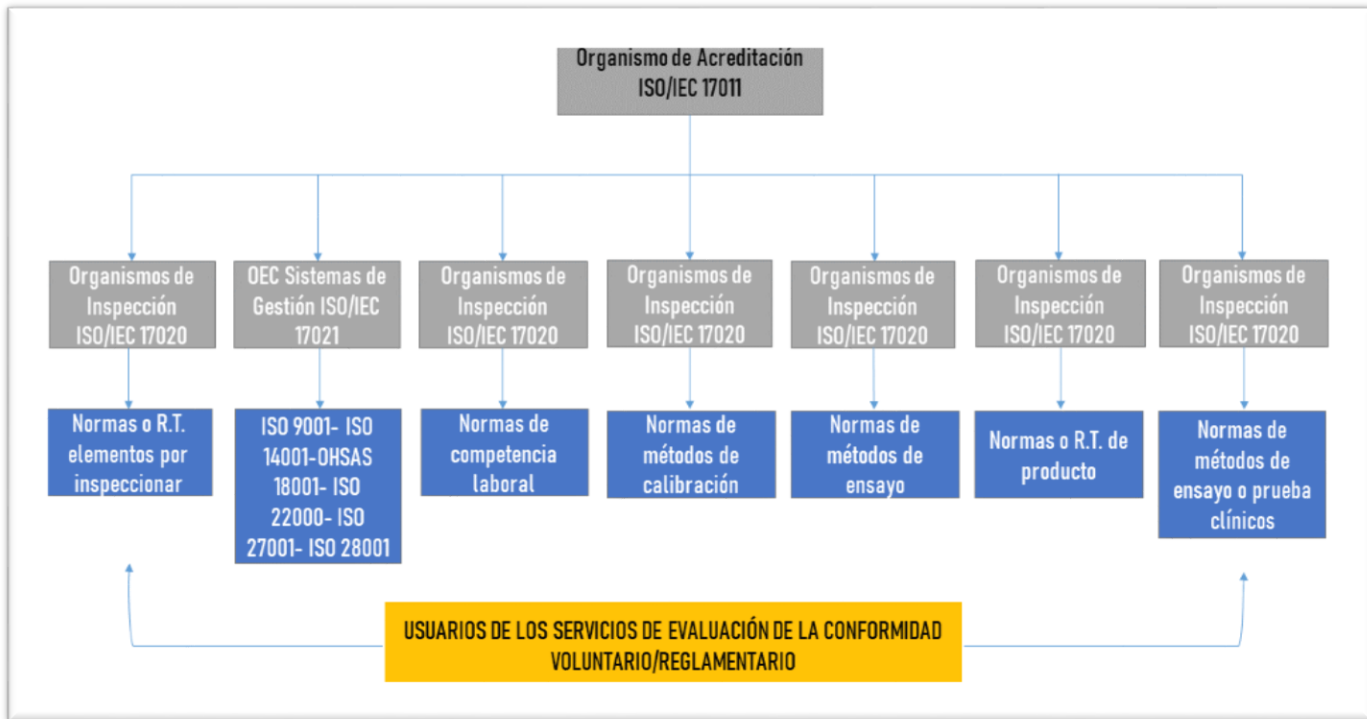 Organismo de Acreditación
ISO/IEC 17011
Organismos de
Inspección
ISO/IEC 17020
OEC Sistemas de
Gestión ISO/IEC
17021
Organismos de
Inspección
ISO/IEC 17020
Organismos de
Inspección
ISO/IEC 17020
Organismos de
Inspección
ISO/IEC 17020
Organismos de
Inspección
ISO/IEC 17020
Organismos de
Inspección
ISO/IEC 17020
Normas o R.T.
elementos por
inspeccionar
ISO 9001- ISO
14001-OHSAS
18001- ISO
22000- ISO
27001- ISO 28001
Normas de
competencia
laboral
Normas de
métodos de
calibración
Normas de
métodos de
ensayo
Normas o R.T. de
producto
Normas de
métodos de
ensayo o prueba
clínicos
USUARIOS DE LOS SERVICIOS DE EVALUACIÓN DE LA CONFORMIDAD
VOLUNTARIO/REGLAMENTARIO